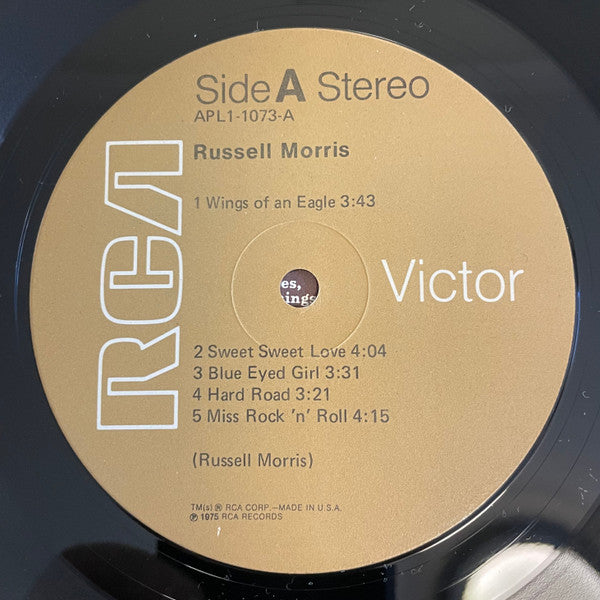 Side A Stereo
APL1-1073-A
Russell Morris
1 Wings of an Eagle 3:43
RCA
Victor
es,
ings
2 Sweet Sweet Love 4:04
3 Blue Eyed Girl 3:31
4 Hard Road 3:21
5 Miss Rock 'n' Roll 4:15
(Russell Morris)
TM(s) ® RCA CORP.—MADE IN U.S.A.
℗ 1975 RCA RECORDS